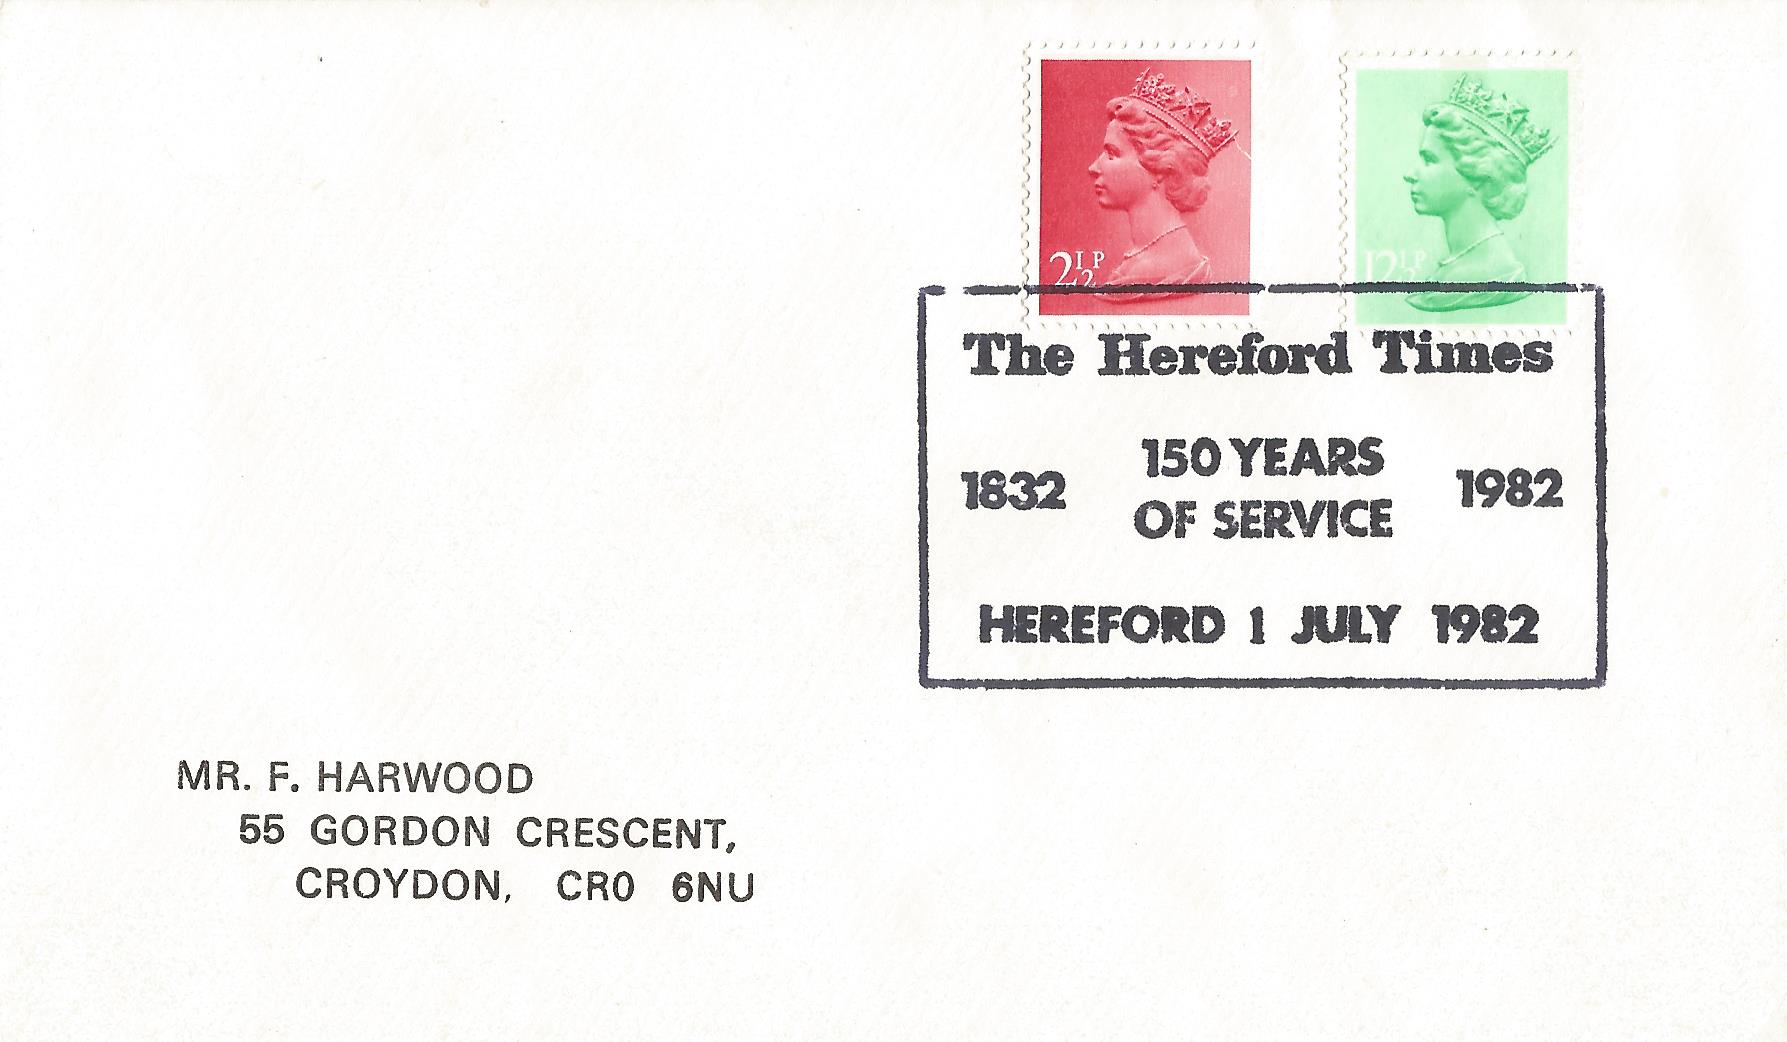 2½P
12½P
The Hereford Times
1832 150 YEARS OF SERVICE 1982
HEREFORD 1 JULY 1982
MR. F. HARWOOD
55 GORDON CRESCENT,
CROYDON, CR0 6NU